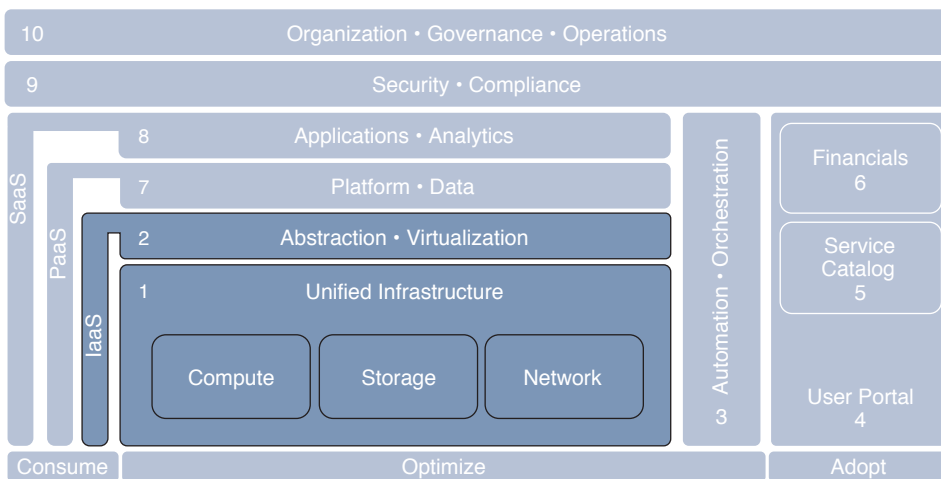 10 Organization • Governance • Operations
9 Security • Compliance
SaaS
PaaS
IaaS
8 Applications • Analytics
7 Platform • Data
2 Abstraction • Virtualization
1 Unified Infrastructure
Compute
Storage
Network
3 Automation • Orchestration
Financials
6
Service
Catalog
5
User Portal
4
Consume
Optimize
Adopt